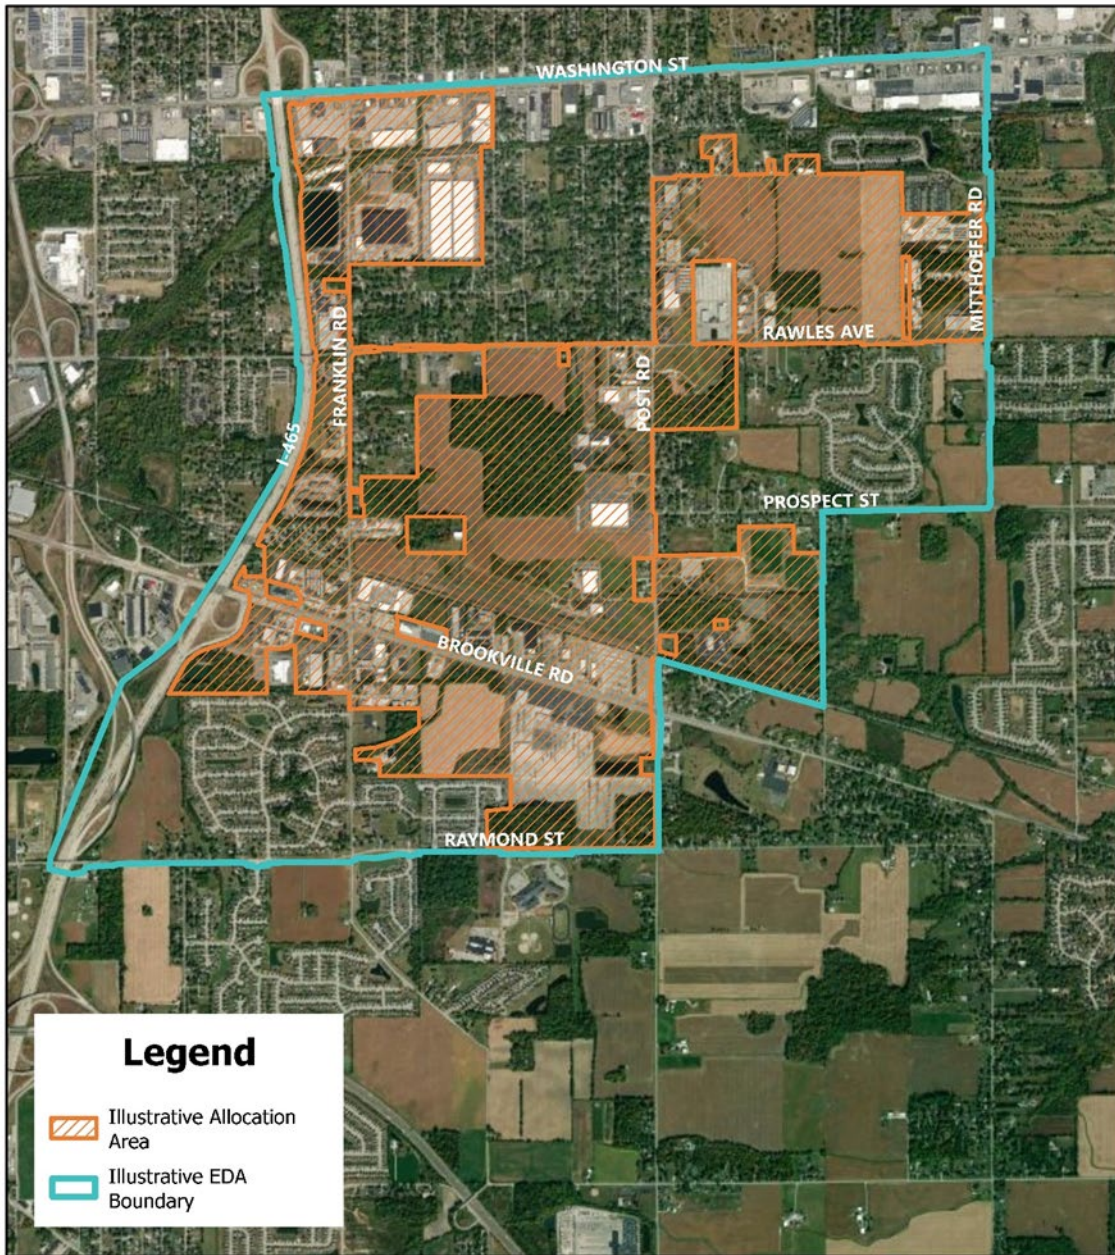 WASHINGTON ST
MITTHOEFER RD
FRANKLIN RD
RAWLES AVE
POST RD
I-465
PROSPECT ST
BROOKVILLE RD
RAYMOND ST
Legend
Illustrative Allocation
Area
Illustrative EDA
Boundary